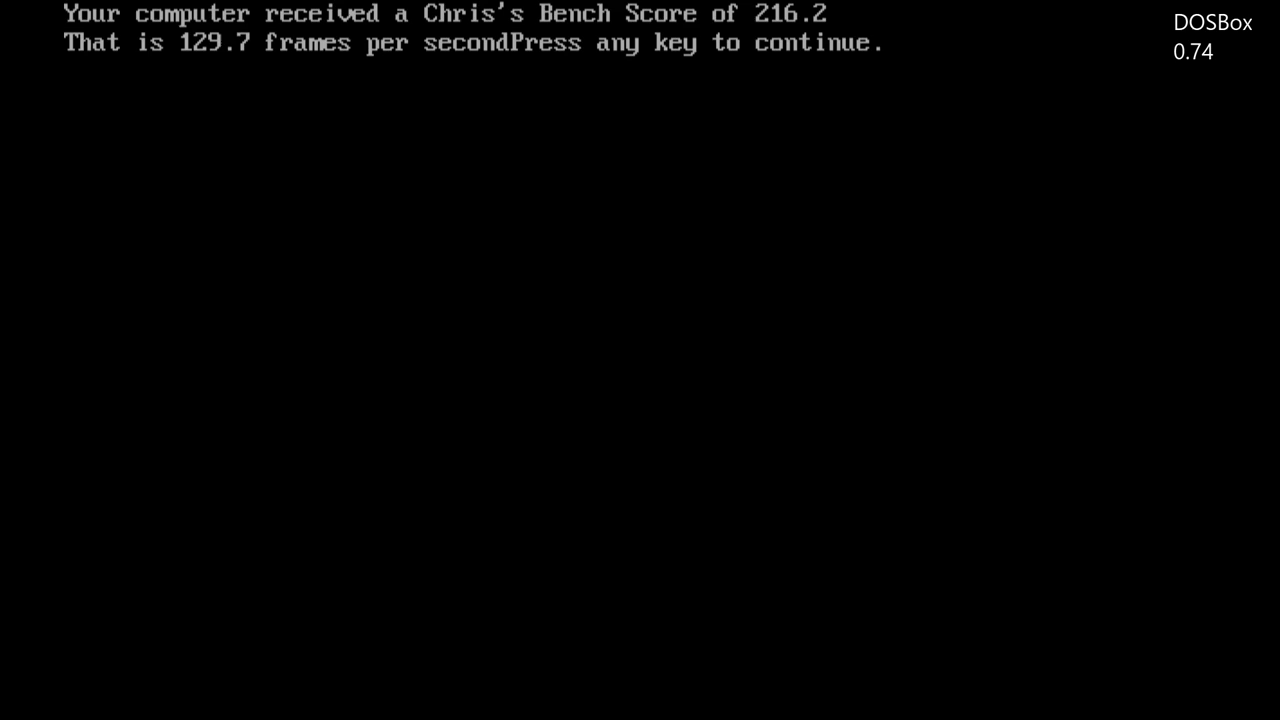 Your computer received a Chris's Bench Score of 216.2
That is 129.7 frames per secondPress any key to continue.
DOSBox
0.74